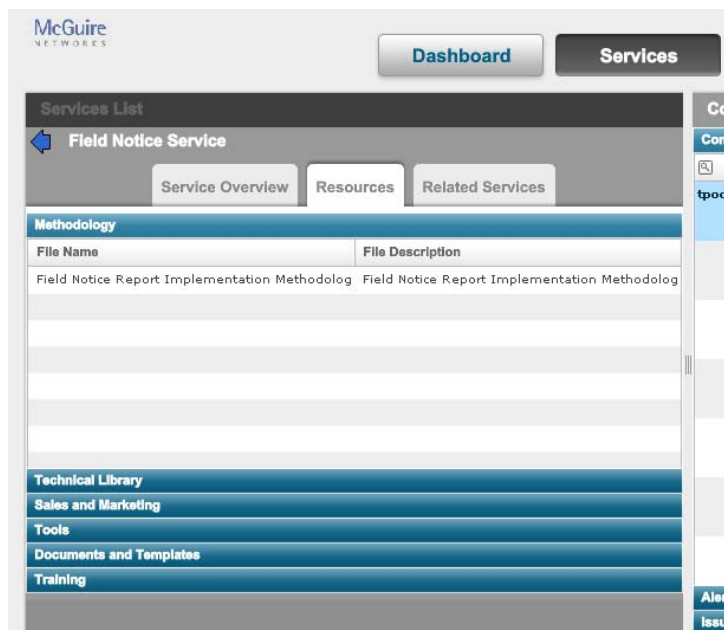 McGuire
NETWORKS
Dashboard
Services
Services List
Field Notice Service
Service Overview
Resources
Related Services
Methodology
File Name
File Description
Field Notice Report Implementation Methodolog
Field Notice Report Implementation Methodolog
Technical Library
Sales and Marketing
Tools
Documents and Templates
Training